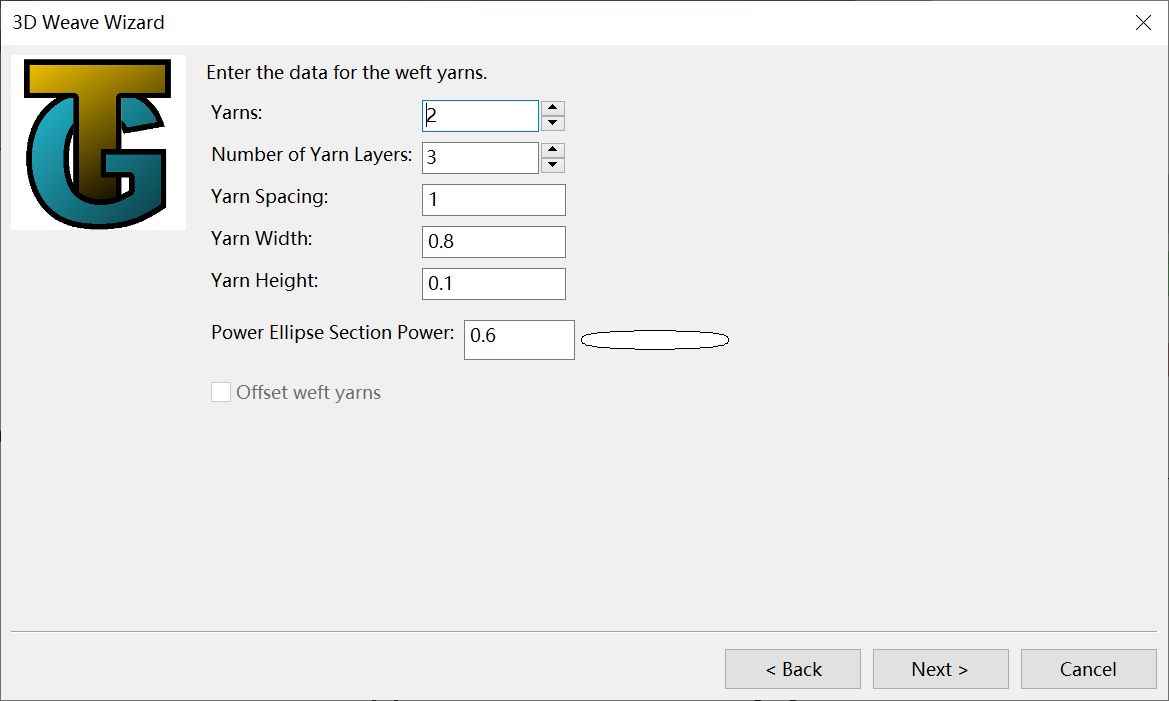 3D Weave Wizard
Enter the data for the weft yarns.
Yarns:
2
Number of Yarn Layers:
3
Yarn Spacing:
1
Yarn Width:
0.8
Yarn Height:
0.1
Power Ellipse Section Power:
0.6
Offset weft yarns
< Back
Next >
Cancel